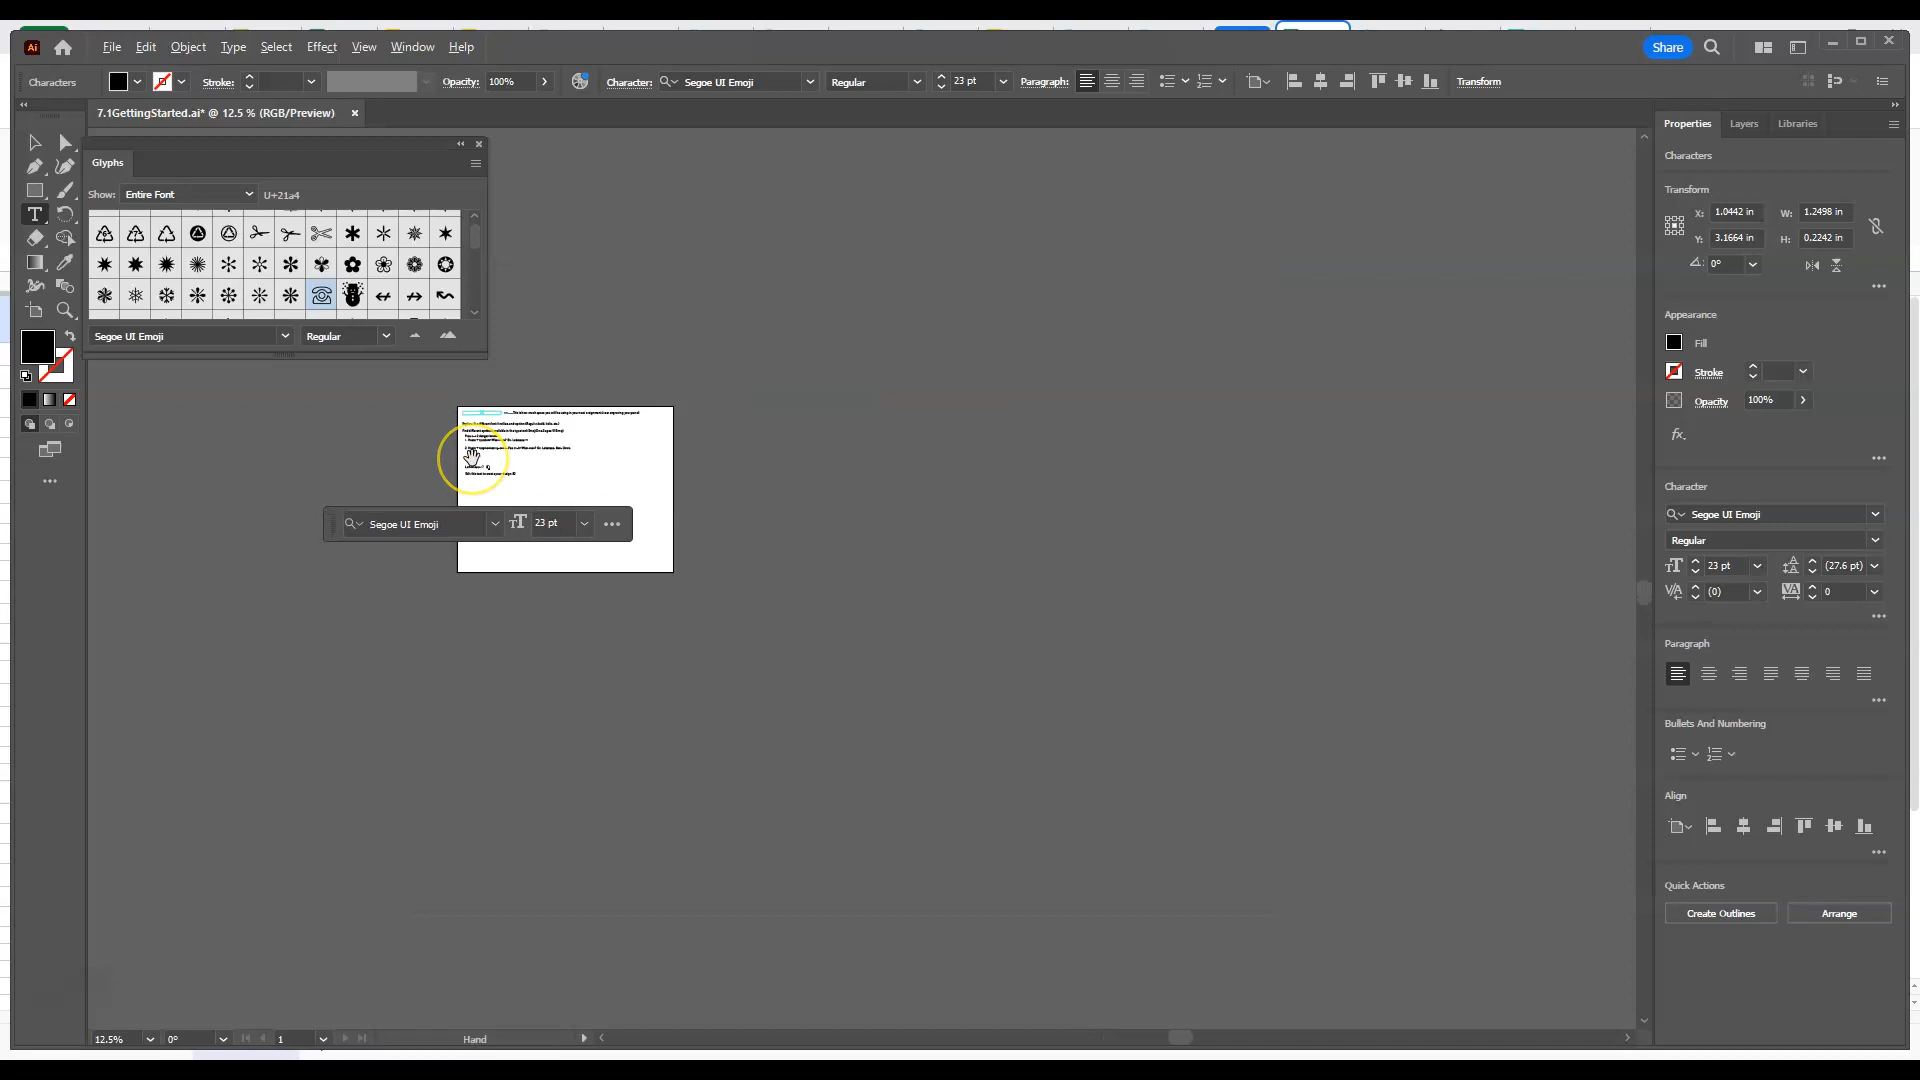 Ai File Edit Object Type Select Effect View Window Help Share
Characters Stroke: Opacity: 100% Character: Segoe UI Emoji Regular 23 pt Paragraph: Transform
7.1GettingStarted.ai* @ 12.5 % (RGB/Preview)
Glyphs
Show: Entire Font U+21a4
Segoe UI Emoji Regular
Segoe UI Emoji 23 pt
12.5% 0° 1 Hand
Properties Layers Libraries
Characters
Transform
X: 1.0442 in W: 1.2498 in
Y: 3.1664 in H: 0.2242 in
0°
Appearance
Fill
Stroke
Opacity 100%
fx.
Character
Segoe UI Emoji
Regular
23 pt (27.6 pt)
(0) 0
Paragraph
Bullets And Numbering
Align
Quick Actions
Create Outlines Arrange